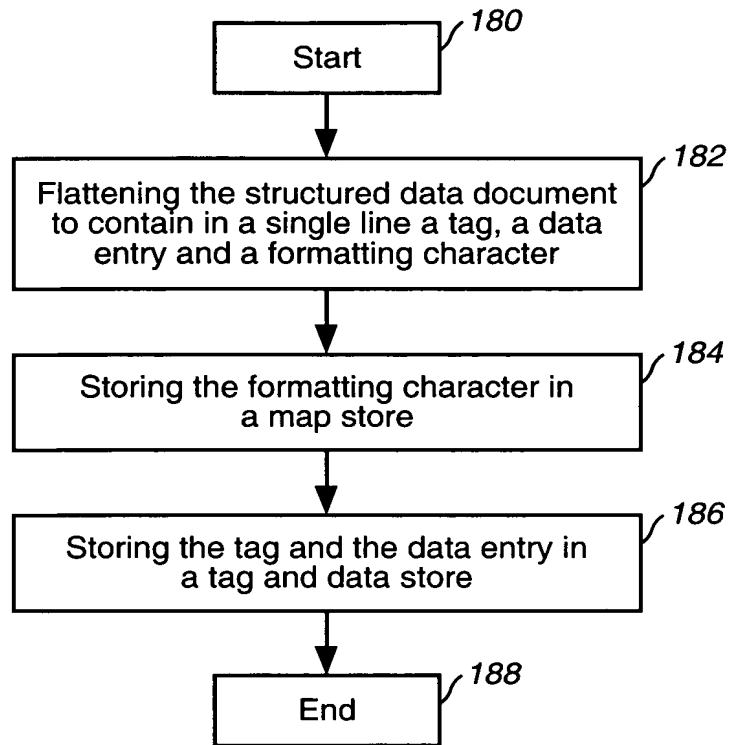 180
Start
182
Flattening the structured data document
to contain in a single line a tag, a data
entry and a formatting character
184
Storing the formatting character in
a map store
186
Storing the tag and the data entry in
a tag and data store
188
End